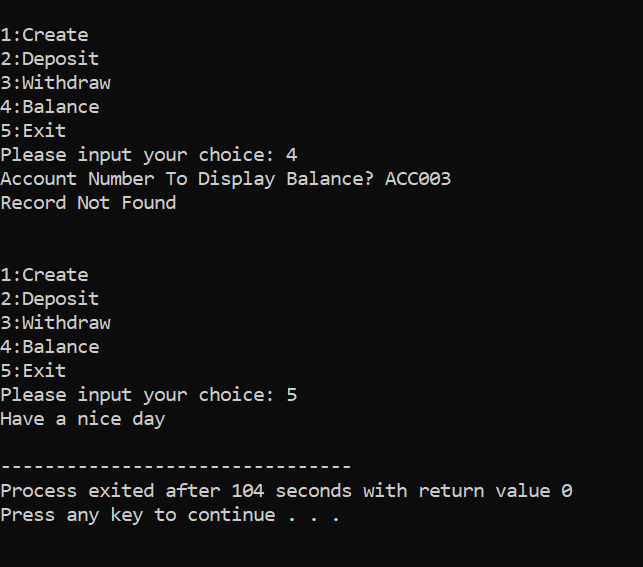 1:Create
2:Deposit
3:Withdraw
4:Balance
5:Exit
Please input your choice: 4
Account Number To Display Balance? ACC003
Record Not Found
1:Create
2:Deposit
3:Withdraw
4:Balance
5:Exit
Please input your choice: 5
Have a nice day
--------------------------------
Process exited after 104 seconds with return value 0
Press any key to continue . . .